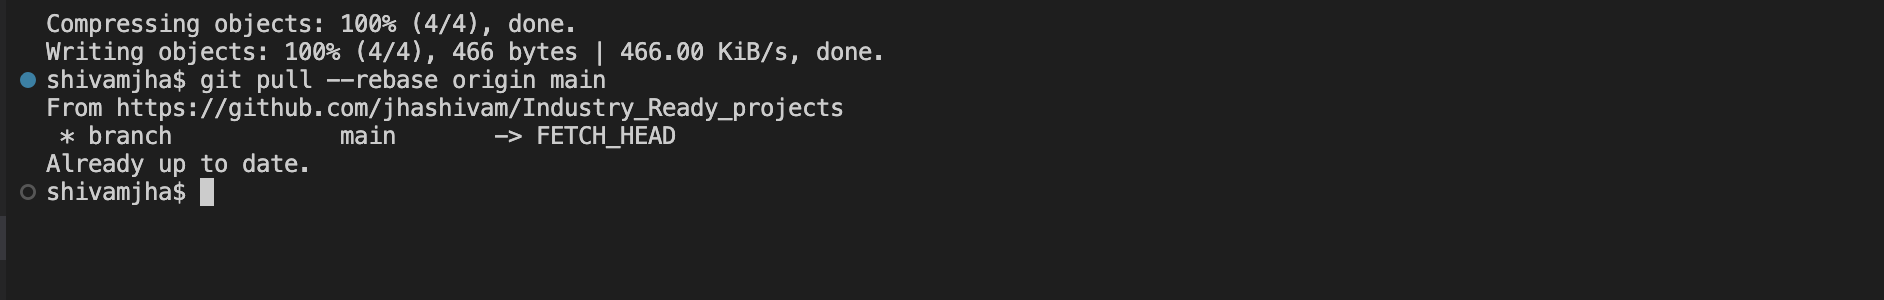 Compressing objects: 100% (4/4), done.
Writing objects: 100% (4/4), 466 bytes | 466.00 KiB/s, done.
shivamjha$ git pull --rebase origin main
From https://github.com/jhashivam/Industry_Ready_projects
 * branch            main       -> FETCH_HEAD
Already up to date.
shivamjha$